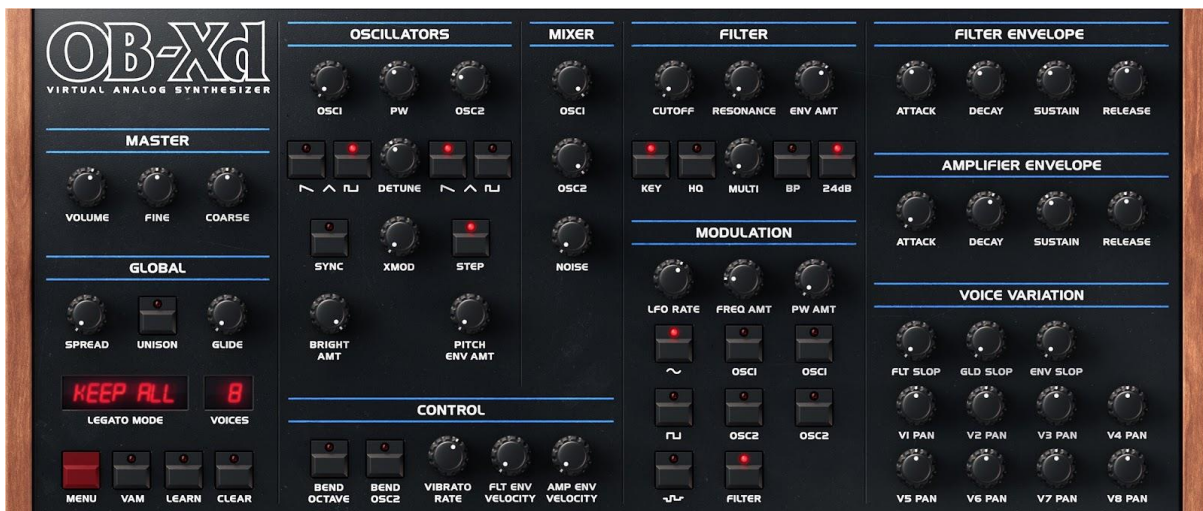 OB-Xd
VIRTUAL ANALOG SYNTHESIZER
MASTER
VOLUME FINE COARSE
GLOBAL
SPREAD UNISON GLIDE
KEEP ALL 8
LEGATO MODE VOICES
MENU VAM LEARN CLEAR
OSCILLATORS
OSC1 PW OSC2
DETUNE
SYNC XMOD STEP
BRIGHT AMT
PITCH ENV AMT
MIXER
OSC1
OSC2
NOISE
CONTROL
BEND OCTAVE
BEND OSC2
VIBRATO RATE
FLT ENV VELOCITY
AMP ENV VELOCITY
FILTER
CUTOFF RESONANCE ENV AMT
KEY HQ MULTI BP 24dB
MODULATION
LFO RATE FREQ AMT PW AMT
OSC1 OSC1
OSC2 OSC2
FILTER
FILTER ENVELOPE
ATTACK DECAY SUSTAIN RELEASE
AMPLIFIER ENVELOPE
ATTACK DECAY SUSTAIN RELEASE
VOICE VARIATION
FLT SLOP GLD SLOP ENV SLOP
V1 PAN V2 PAN V3 PAN V4 PAN
V5 PAN V6 PAN V7 PAN V8 PAN